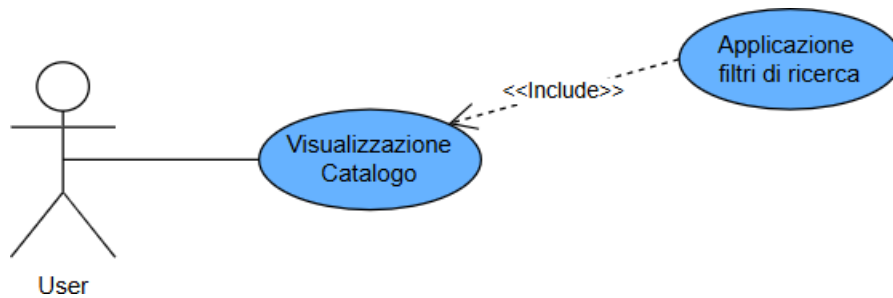 Applicazione
filtri di ricerca
<<Include>>
Visualizzazione
Catalogo
User